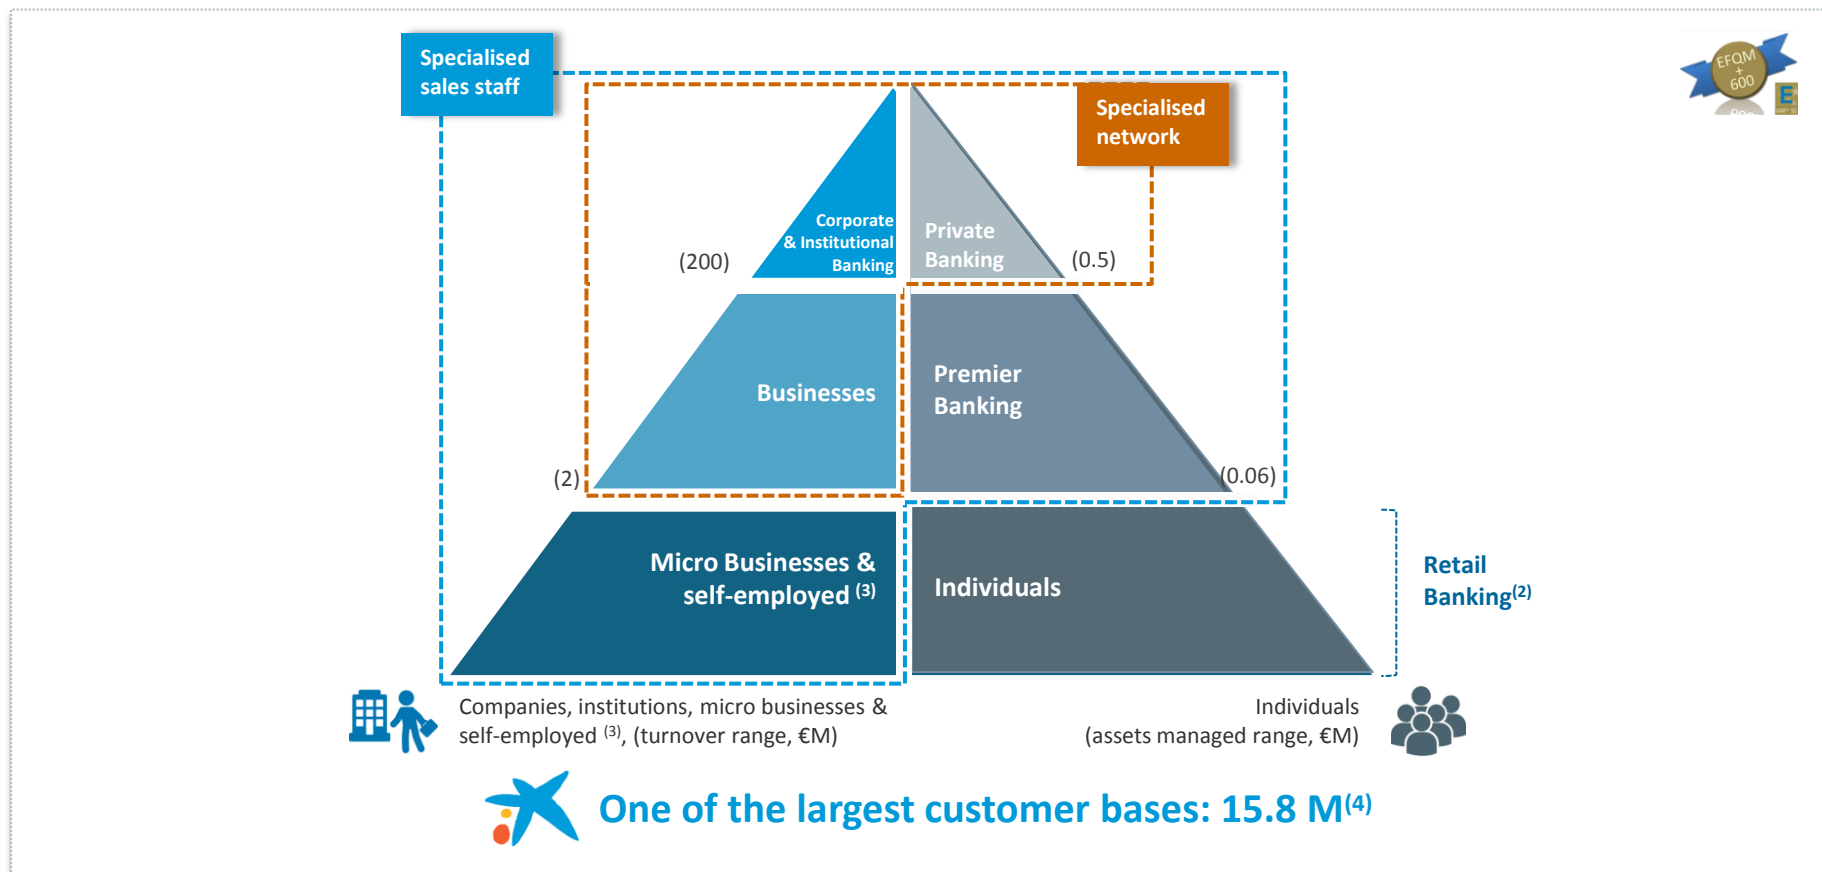 Specialised
sales staff
EFQM
+
600
E
Specialised
network
Corporate
& Institutional
Banking
Private
Banking
(200)
(0.5)
Businesses
Premier
Banking
(2)
(0.06)
Micro Businesses &
self-employed (3)
Individuals
Retail
Banking(2)
Companies, institutions, micro businesses &
self-employed (3), (turnover range, €M)
Individuals
(assets managed range, €M)
One of the largest customer bases: 15.8 M(4)